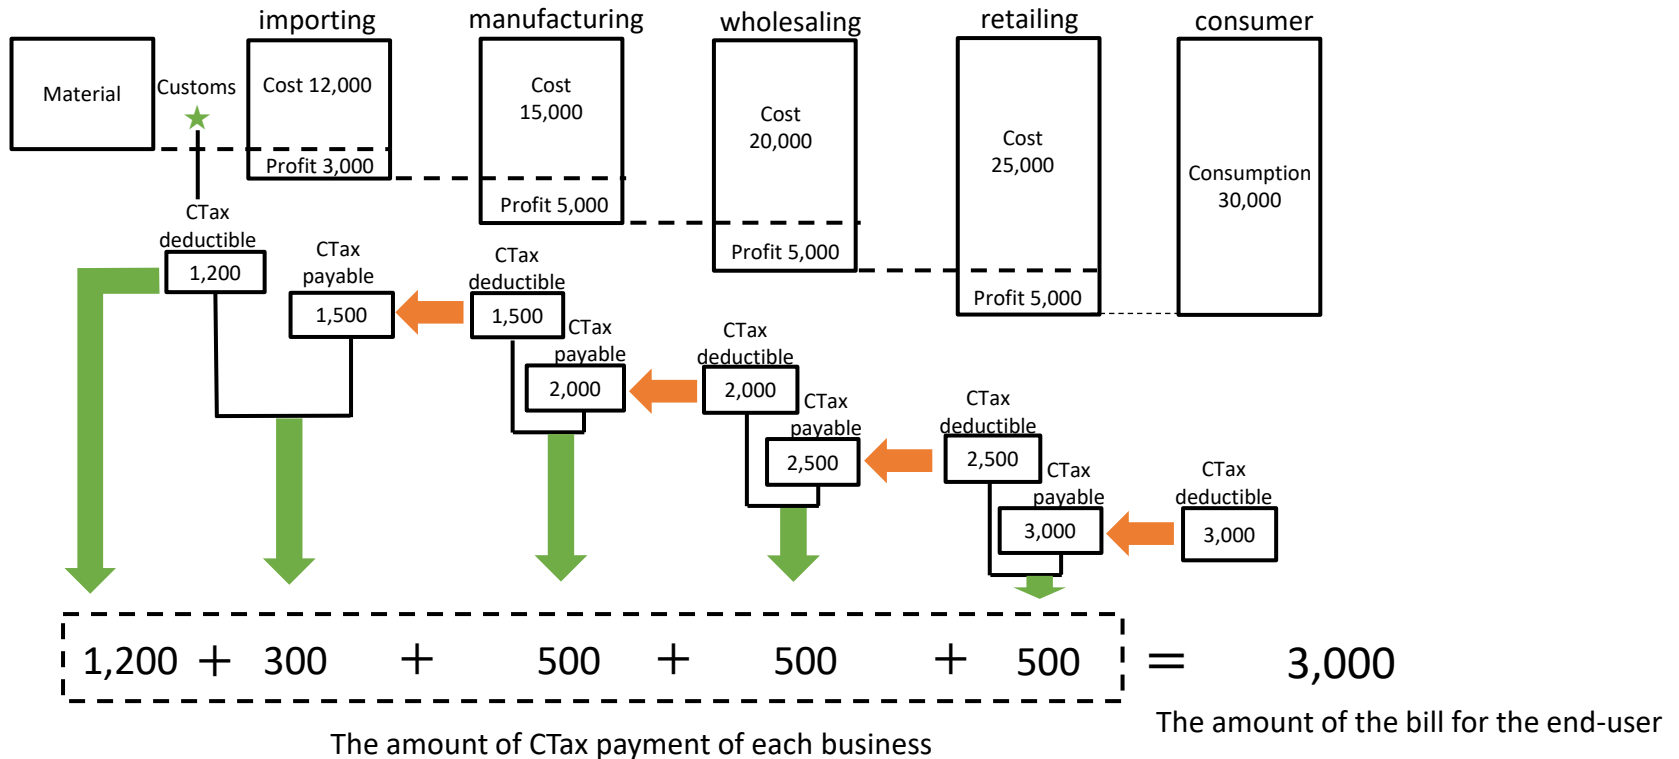 importing
manufacturing
wholesaling
retailing
consumer
Material
Customs
Cost 12,000
Profit 3,000
Cost
15,000
Profit 5,000
Cost
20,000
Profit 5,000
Cost
25,000
Profit 5,000
Consumption
30,000
CTax
deductible
1,200
CTax
payable
1,500
CTax
deductible
1,500
CTax
payable
2,000
CTax
deductible
2,000
CTax
payable
2,500
CTax
deductible
2,500
CTax
payable
3,000
CTax
deductible
3,000
1,200 + 300 + 500 + 500 + 500 = 3,000
The amount of CTax payment of each business
The amount of the bill for the end-user